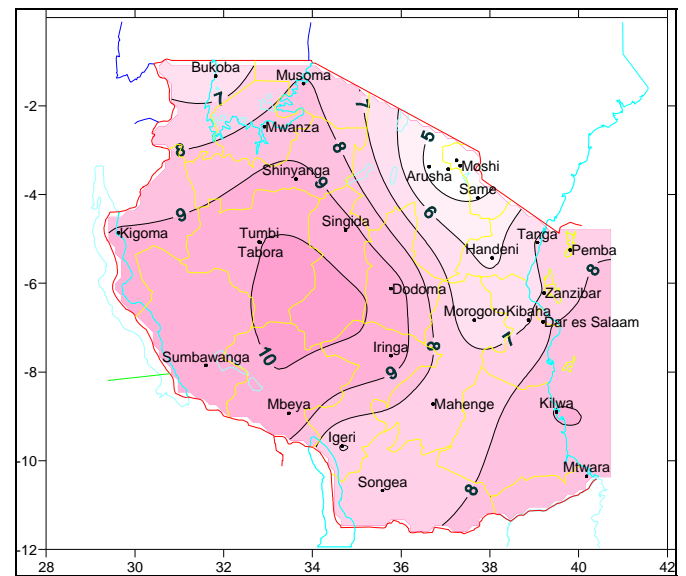 Bukoba
Musoma
7
7
-2
Mwanza
5
8
8
Shinyanga
Moshi
Arusha
9
-4
Same
9
Singida
6
Kigoma
Tumbi
Tanga
Tabora
Handeni
Pemba
8
-6
Dodoma
Zanzibar
Morogoro
Kibaha
Dar es Salaam
7
8
Iringa
10
Sumbawanga
-8
9
Mbeya
Mahenge
Kilwa
Igeri
-10
Mtwara
Songea
8
-12
28
30
32
34
36
38
40
42